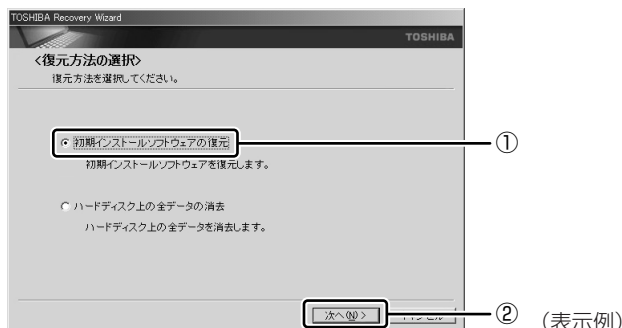 TOSHIBA Recovery Wizard
TOSHIBA
<復元方法の選択>
復元方法を選択してください。
初期インストールソフトウェアの復元
①
初期インストールソフトウェアを復元します。
ハードディスク上の全データの消去
ハードディスク上の全データを消去します。
次へ(N) >
②
(表示例)